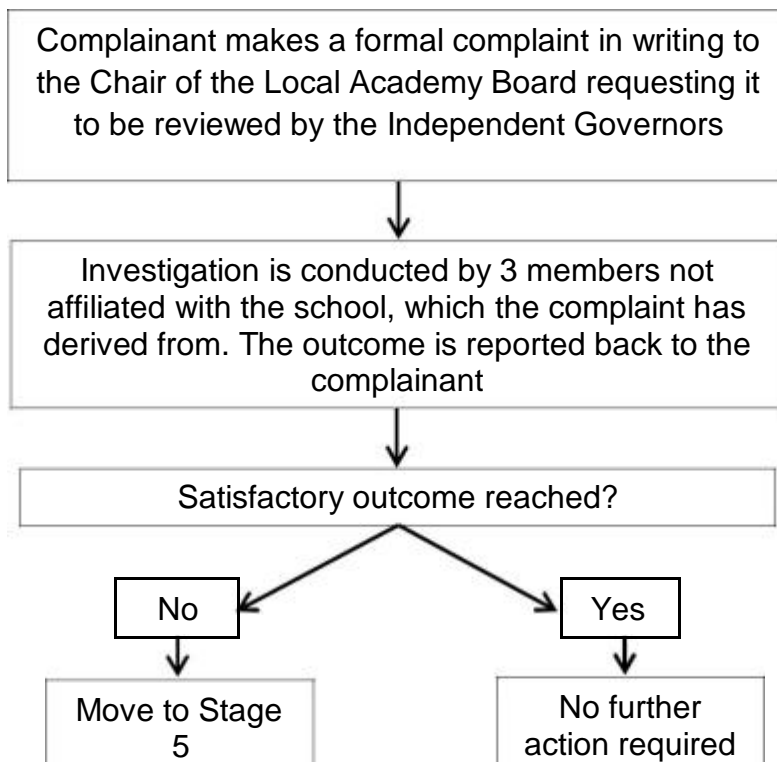 Complainant makes a formal complaint in writing to
the Chair of the Local Academy Board requesting it
to be reviewed by the Independent Governors
Investigation is conducted by 3 members not
affiliated with the school, which the complaint has
derived from. The outcome is reported back to the
complainant
Satisfactory outcome reached?
No
Yes
Move to Stage
5
No further
action required